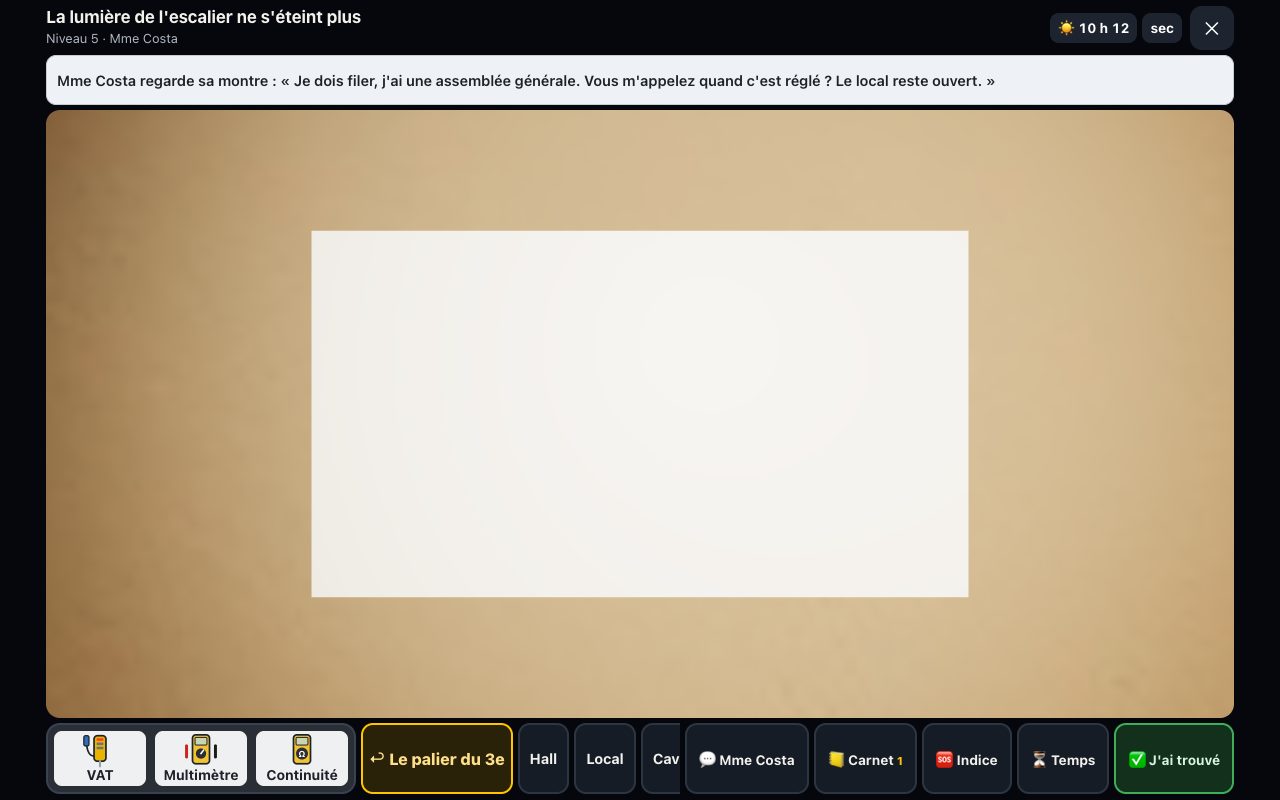 La lumière de l'escalier ne s'éteint plus
Niveau 5 · Mme Costa
10 h 12
sec
Mme Costa regarde sa montre : « Je dois filer, j'ai une assemblée générale. Vous m'appelez quand c'est réglé ? Le local reste ouvert. »
VAT
Multimètre
Continuité
Le palier du 3e
Hall
Local
Cav
Mme Costa
Carnet 1
SOS Indice
Temps
J'ai trouvé